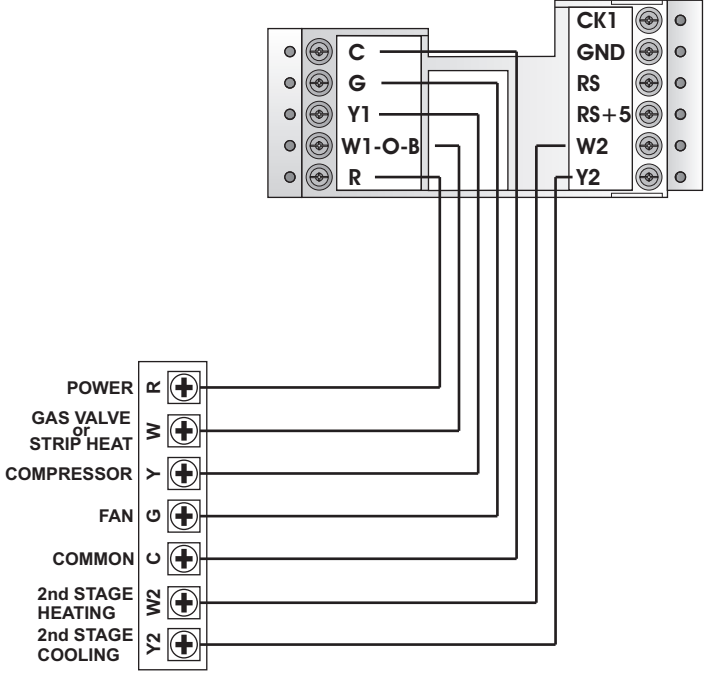 C
G
Y1
W1-O-B
R
CK1
GND
RS
RS+5
W2
Y2
POWER R
GAS VALVE
or
STRIP HEAT
W
COMPRESSOR Y
FAN G
COMMON C
2nd STAGE
HEATING
W2
2nd STAGE
COOLING
Y2